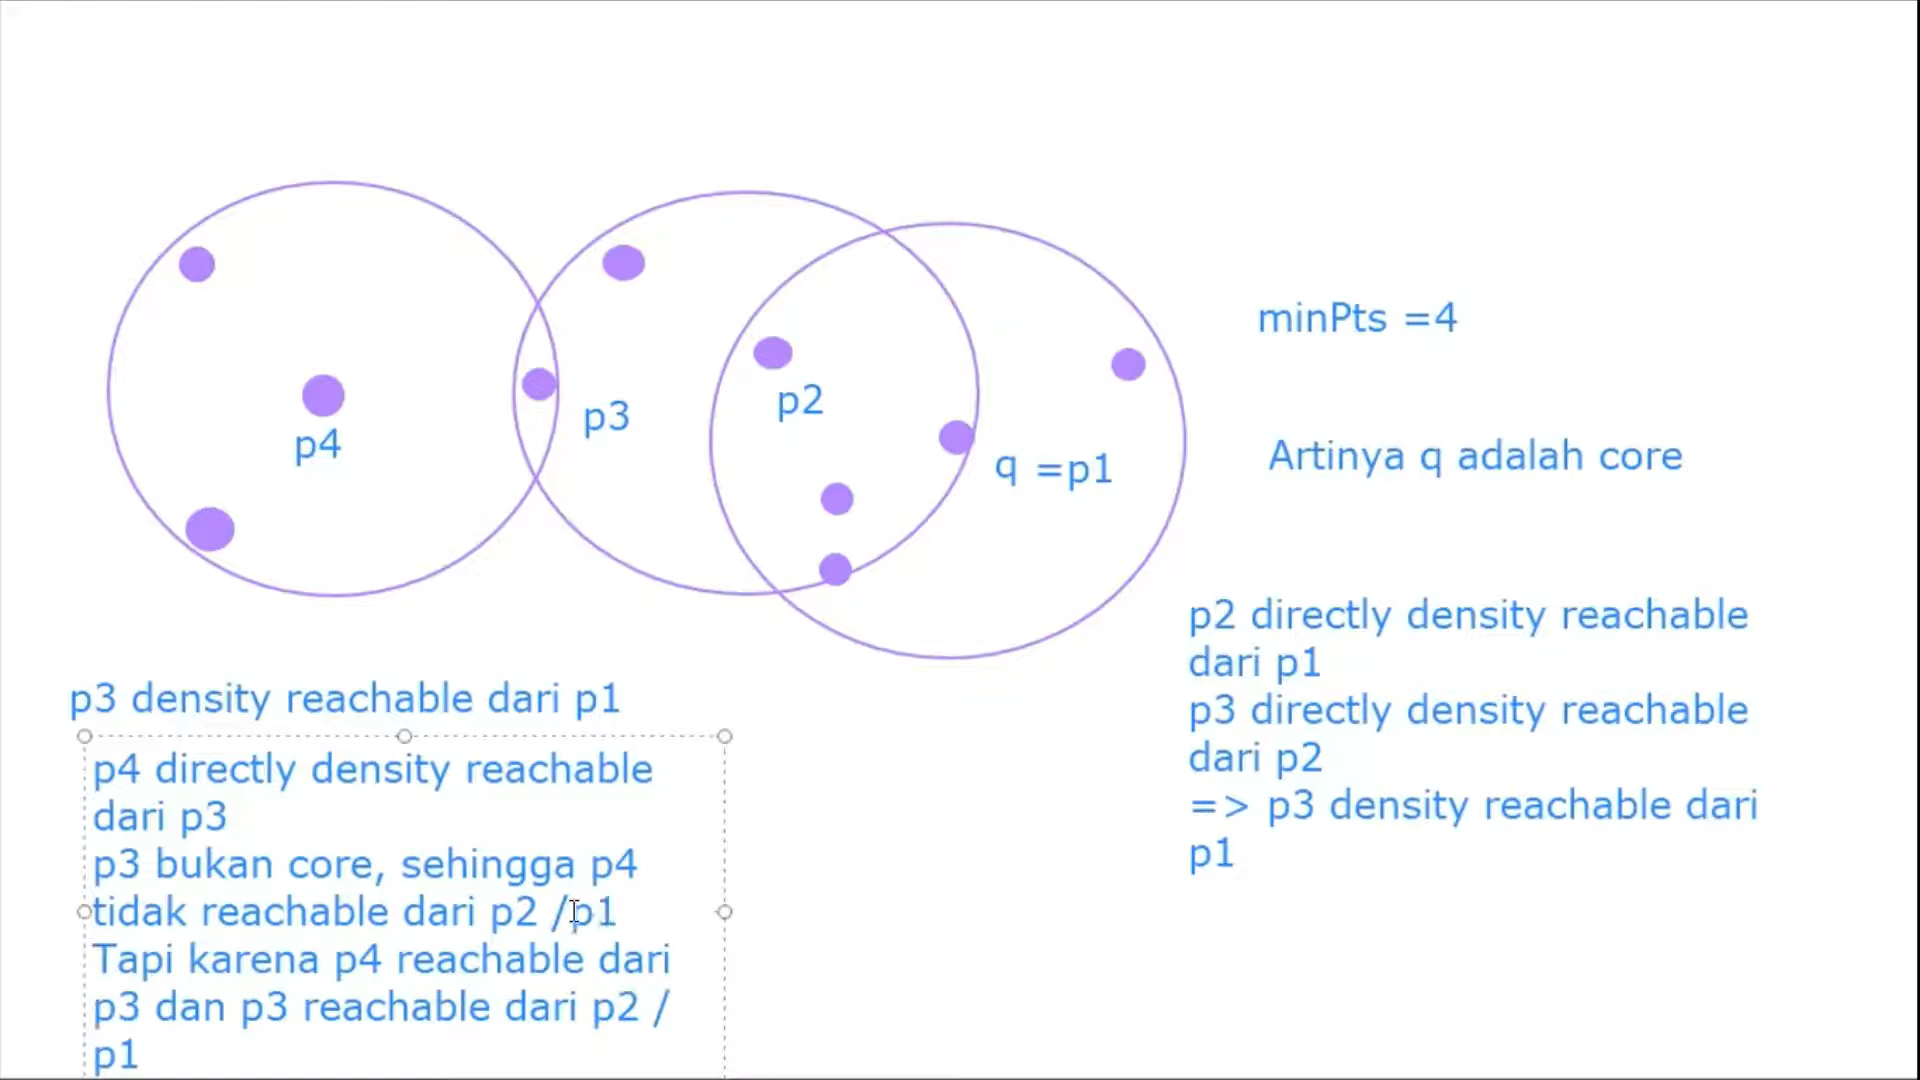 p4
p3
p2
q =p1
minPts =4
Artinya q adalah core
p2 directly density reachable
dari p1
p3 directly density reachable
dari p2
=> p3 density reachable dari
p1
p3 density reachable dari p1
p4 directly density reachable
dari p3
p3 bukan core, sehingga p4
tidak reachable dari p2 /p1
Tapi karena p4 reachable dari
p3 dan p3 reachable dari p2 /
p1